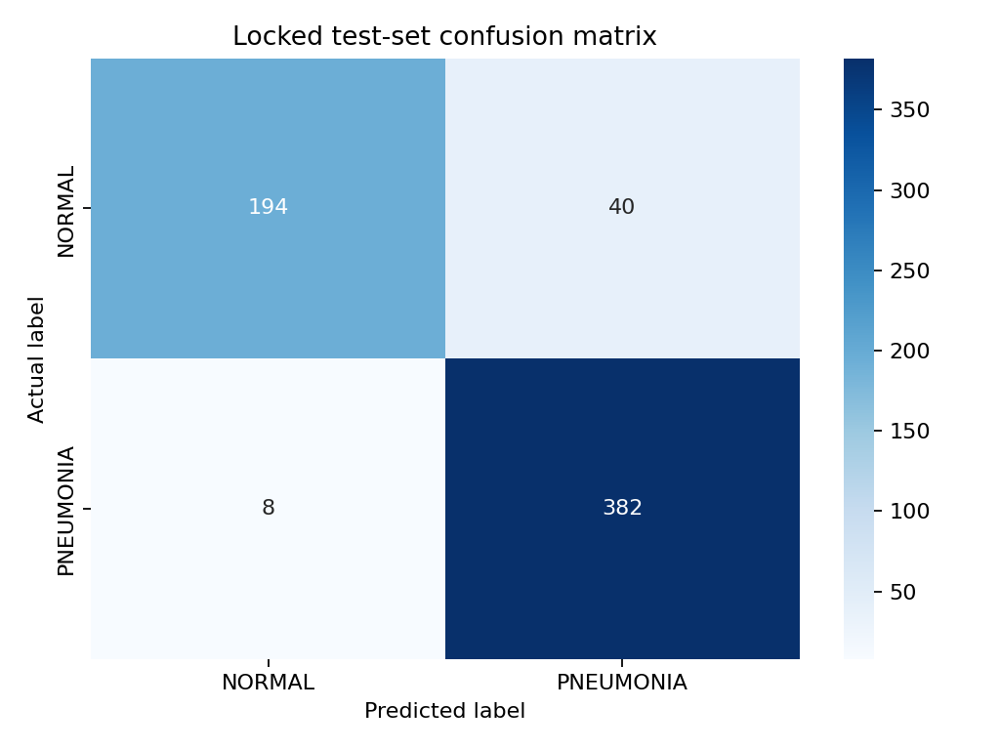 Locked test-set confusion matrix
Actual label
NORMAL
PNEUMONIA
194
40
8
382
NORMAL
PNEUMONIA
Predicted label
350
300
250
200
150
100
50